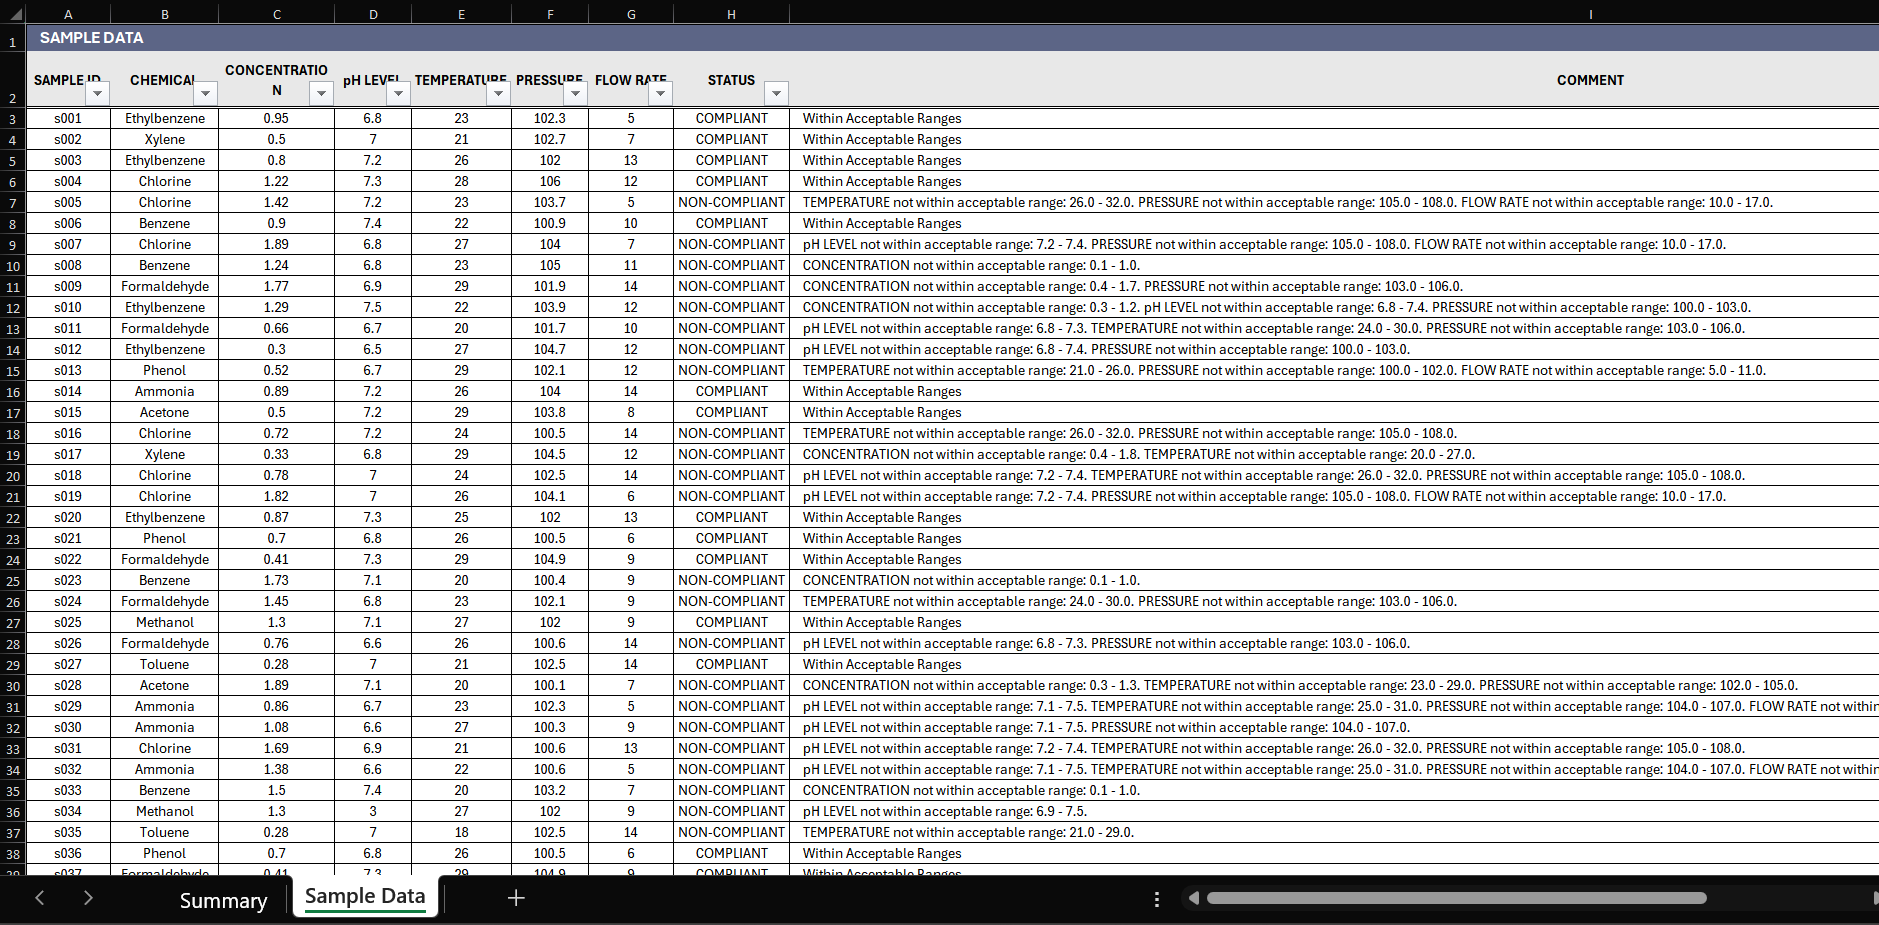 A B C D E F G H I
1 SAMPLE DATA
2 SAMPLE ID CHEMICAL CONCENTRATION pH LEVEL TEMPERATURE PRESSURE FLOW RATE STATUS COMMENT
3 s001 Ethylbenzene 0.95 6.8 23 102.3 5 COMPLIANT Within Acceptable Ranges
4 s002 Xylene 0.5 7 21 102.7 7 COMPLIANT Within Acceptable Ranges
5 s003 Ethylbenzene 0.8 7.2 26 102 13 COMPLIANT Within Acceptable Ranges
6 s004 Chlorine 1.22 7.3 28 106 12 COMPLIANT Within Acceptable Ranges
7 s005 Chlorine 1.42 7.2 23 103.7 5 NON-COMPLIANT TEMPERATURE not within acceptable range: 26.0 - 32.0. PRESSURE not within acceptable range: 105.0 - 108.0. FLOW RATE not within acceptable range: 10.0 - 17.0.
8 s006 Benzene 0.9 7.4 22 100.9 10 COMPLIANT Within Acceptable Ranges
9 s007 Chlorine 1.89 6.8 27 104 7 NON-COMPLIANT pH LEVEL not within acceptable range: 7.2 - 7.4. PRESSURE not within acceptable range: 105.0 - 108.0. FLOW RATE not within acceptable range: 10.0 - 17.0.
10 s008 Benzene 1.24 6.8 23 105 11 NON-COMPLIANT CONCENTRATION not within acceptable range: 0.1 - 1.0.
11 s009 Formaldehyde 1.77 6.9 29 101.9 14 NON-COMPLIANT CONCENTRATION not within acceptable range: 0.4 - 1.7. PRESSURE not within acceptable range: 103.0 - 106.0.
12 s010 Ethylbenzene 1.29 7.5 22 103.9 12 NON-COMPLIANT CONCENTRATION not within acceptable range: 0.3 - 1.2. pH LEVEL not within acceptable range: 6.8 - 7.4. PRESSURE not within acceptable range: 100.0 - 103.0.
13 s011 Formaldehyde 0.66 6.7 20 101.7 10 NON-COMPLIANT pH LEVEL not within acceptable range: 6.8 - 7.3. TEMPERATURE not within acceptable range: 24.0 - 30.0. PRESSURE not within acceptable range: 103.0 - 106.0.
14 s012 Ethylbenzene 0.3 6.5 27 104.7 12 NON-COMPLIANT pH LEVEL not within acceptable range: 6.8 - 7.4. PRESSURE not within acceptable range: 100.0 - 103.0.
15 s013 Phenol 0.52 6.7 29 102.1 12 NON-COMPLIANT TEMPERATURE not within acceptable range: 21.0 - 26.0. PRESSURE not within acceptable range: 100.0 - 102.0. FLOW RATE not within acceptable range: 5.0 - 11.0.
16 s014 Ammonia 0.89 7.2 26 104 14 COMPLIANT Within Acceptable Ranges
17 s015 Acetone 0.5 7.2 29 103.8 8 COMPLIANT Within Acceptable Ranges
18 s016 Chlorine 0.72 7.2 24 100.5 14 NON-COMPLIANT TEMPERATURE not within acceptable range: 26.0 - 32.0. PRESSURE not within acceptable range: 105.0 - 108.0.
19 s017 Xylene 0.33 6.8 29 104.5 12 NON-COMPLIANT CONCENTRATION not within acceptable range: 0.4 - 1.8. TEMPERATURE not within acceptable range: 20.0 - 27.0.
20 s018 Chlorine 0.78 7 24 102.5 14 NON-COMPLIANT pH LEVEL not within acceptable range: 7.2 - 7.4. TEMPERATURE not within acceptable range: 26.0 - 32.0. PRESSURE not within acceptable range: 105.0 - 108.0.
21 s019 Chlorine 1.82 7 26 104.1 6 NON-COMPLIANT pH LEVEL not within acceptable range: 7.2 - 7.4. PRESSURE not within acceptable range: 105.0 - 108.0. FLOW RATE not within acceptable range: 10.0 - 17.0.
22 s020 Ethylbenzene 0.87 7.3 25 102 13 COMPLIANT Within Acceptable Ranges
23 s021 Phenol 0.7 6.8 26 100.5 6 COMPLIANT Within Acceptable Ranges
24 s022 Formaldehyde 0.41 7.3 29 104.9 9 COMPLIANT Within Acceptable Ranges
25 s023 Benzene 1.73 7.1 20 100.4 9 NON-COMPLIANT CONCENTRATION not within acceptable range: 0.1 - 1.0.
26 s024 Formaldehyde 1.45 6.8 23 102.1 9 NON-COMPLIANT TEMPERATURE not within acceptable range: 24.0 - 30.0. PRESSURE not within acceptable range: 103.0 - 106.0.
27 s025 Methanol 1.3 7.1 27 102 9 COMPLIANT Within Acceptable Ranges
28 s026 Formaldehyde 0.76 6.6 26 100.6 14 NON-COMPLIANT pH LEVEL not within acceptable range: 6.8 - 7.3. PRESSURE not within acceptable range: 103.0 - 106.0.
29 s027 Toluene 0.28 7 21 102.5 14 COMPLIANT Within Acceptable Ranges
30 s028 Acetone 1.89 7.1 20 100.1 7 NON-COMPLIANT CONCENTRATION not within acceptable range: 0.3 - 1.3. TEMPERATURE not within acceptable range: 23.0 - 29.0. PRESSURE not within acceptable range: 102.0 - 105.0.
31 s029 Ammonia 0.86 6.7 23 102.3 5 NON-COMPLIANT pH LEVEL not within acceptable range: 7.1 - 7.5. TEMPERATURE not within acceptable range: 25.0 - 31.0. PRESSURE not within acceptable range: 104.0 - 107.0. FLOW RATE not within
32 s030 Ammonia 1.08 6.6 27 100.3 9 NON-COMPLIANT pH LEVEL not within acceptable range: 7.1 - 7.5. PRESSURE not within acceptable range: 104.0 - 107.0.
33 s031 Chlorine 1.69 6.9 21 100.6 13 NON-COMPLIANT pH LEVEL not within acceptable range: 7.2 - 7.4. TEMPERATURE not within acceptable range: 26.0 - 32.0. PRESSURE not within acceptable range: 105.0 - 108.0.
34 s032 Ammonia 1.38 6.6 22 100.6 5 NON-COMPLIANT pH LEVEL not within acceptable range: 7.1 - 7.5. TEMPERATURE not within acceptable range: 25.0 - 31.0. PRESSURE not within acceptable range: 104.0 - 107.0. FLOW RATE not within
35 s033 Benzene 1.5 7.4 20 103.2 7 NON-COMPLIANT CONCENTRATION not within acceptable range: 0.1 - 1.0.
36 s034 Methanol 1.3 3 27 102 9 NON-COMPLIANT pH LEVEL not within acceptable range: 6.9 - 7.5.
37 s035 Toluene 0.28 7 18 102.5 14 NON-COMPLIANT TEMPERATURE not within acceptable range: 21.0 - 29.0.
38 s036 Phenol 0.7 6.8 26 100.5 6 COMPLIANT Within Acceptable Ranges
39 s037 Formaldehyde 0.41 7.3 29 104.9 9 COMPLIANT Within Acceptable Ranges
Summary Sample Data